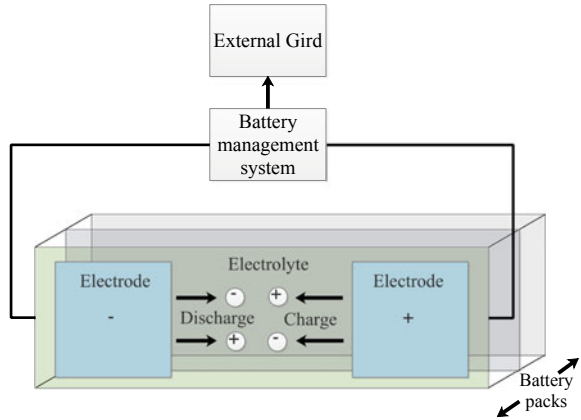 External Gird
Battery
management
system
Electrolyte
Electrode
-
Electrode
+
- +
Discharge Charge
+ -
Battery
packs